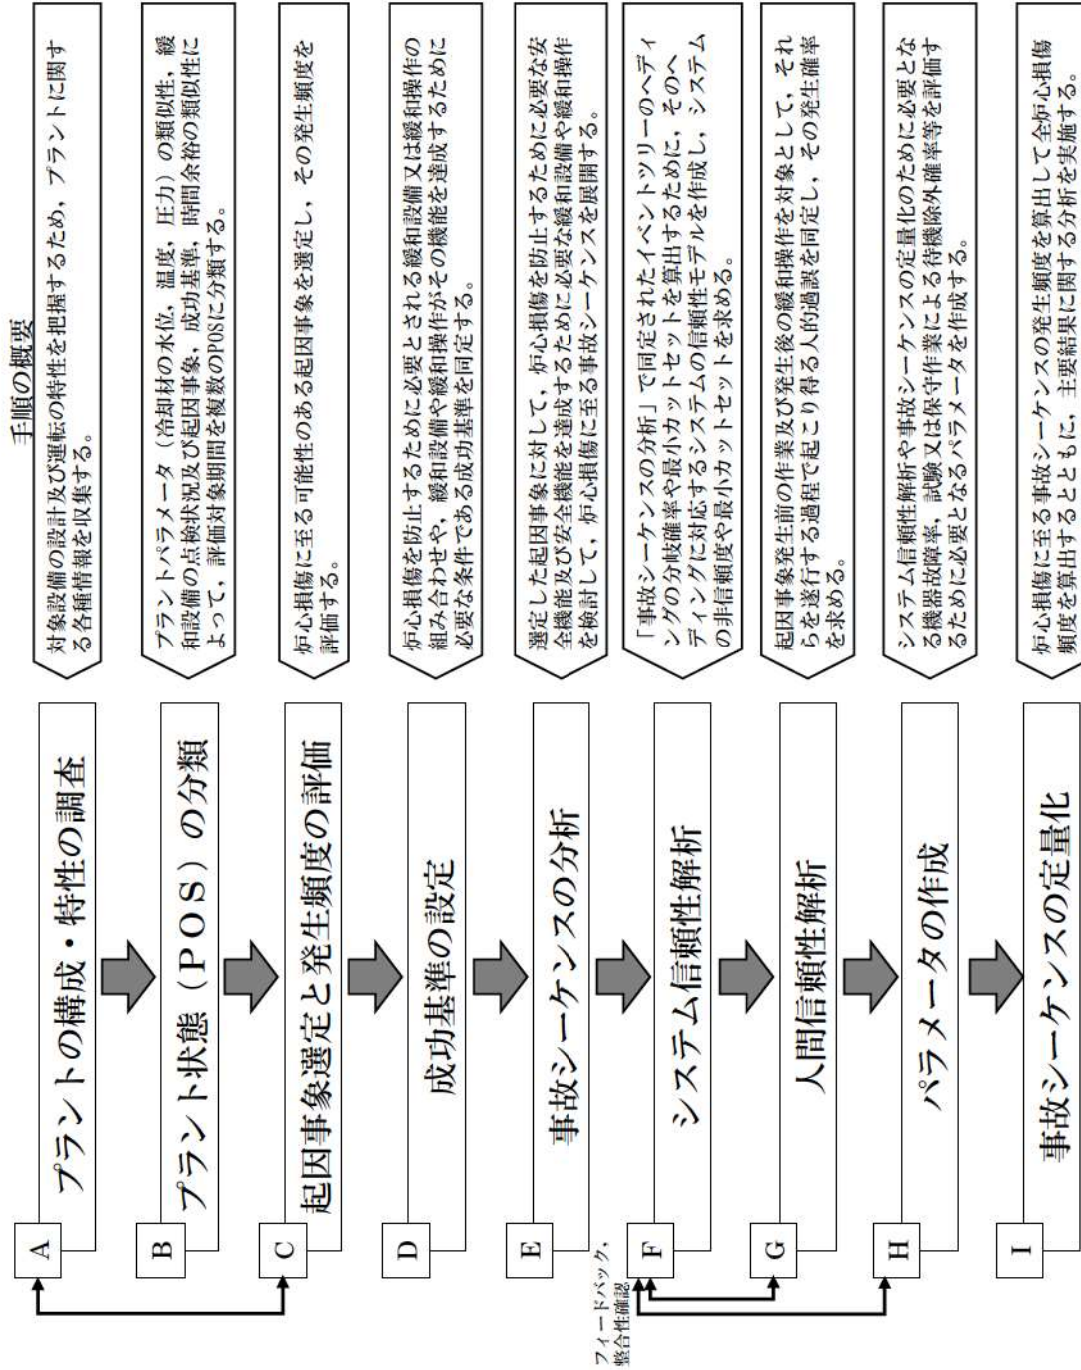 手順の概要
A
プラントの構成・特性の調査
対象設備の設計及び運転の特性を把握するため，プラントに関す
る各種情報を収集する。
B
プラント状態（ＰＯＳ）の分類
プラントパラメータ（冷却材の水位，温度，圧力）の類似性，緩
和設備の点検状況及び起因事象，成功基準，時間余裕の類似性に
よって，評価対象期間を複数のPOSに分類する。
C
起因事象選定と発生頻度の評価
炉心損傷に至る可能性のある起因事象を選定し，その発生頻度を
評価する。
D
成功基準の設定
炉心損傷を防止するために必要とされる緩和設備又は緩和操作の
組み合わせや，緩和設備や緩和操作がその機能を達成するために
必要な条件である成功基準を同定する。
E
事故シーケンスの分析
選定した起因事象に対して，炉心損傷を防止するために必要な安
全機能及び安全機能を達成するために必要な緩和設備や緩和操作
を検討して，炉心損傷に至る事故シーケンスを展開する。
フィードバック，
整合性確認
F
システム信頼性解析
「事故シーケンスの分析」で同定されたイベントツリーのヘディ
ングの分岐確率や最小カットセットを算出するために，そのヘ
ディングに対応するシステムの信頼性モデルを作成し，システム
の非信頼度や最小カットセットを求める。
G
人間信頼性解析
起因事象発生前の作業及び発生後の緩和操作を対象として，それ
らを遂行する過程で起こり得る人的過誤を同定し，その発生確率
を求める。
H
パラメータの作成
システム信頼性解析や事故シーケンスの定量化のために必要とな
る機器故障率，試験又は保守作業による待機除外確率等を評価す
るために必要となるパラメータを作成する。
I
事故シーケンスの定量化
炉心損傷に至る事故シーケンスの発生頻度を算出して全炉心損傷
頻度を算出するとともに，主要結果に関する分析を実施する。